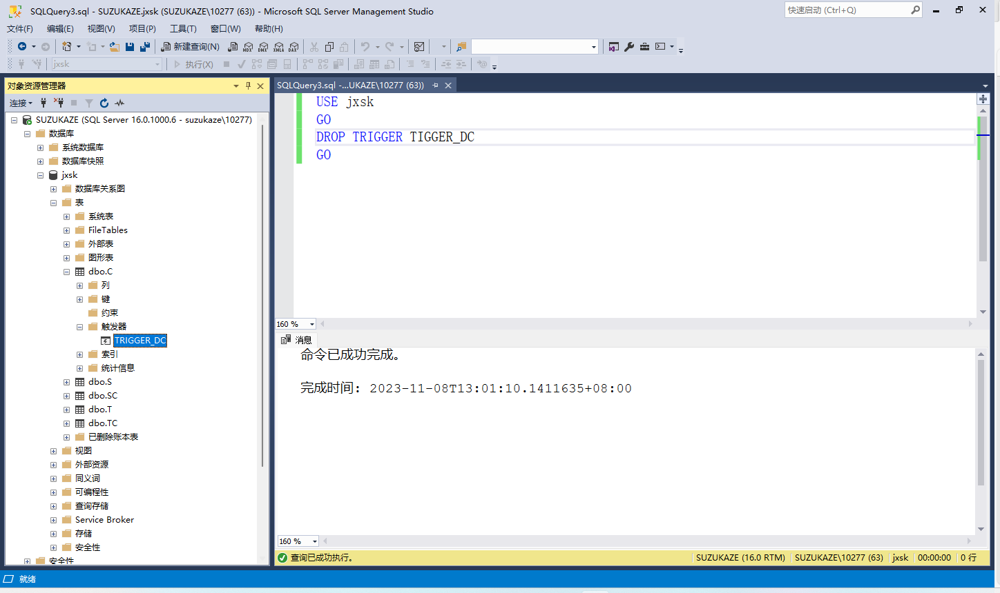 SQLQuery3.sql - SUZUKAZE.jxsk (SUZUKAZE\10277 (63)) - Microsoft SQL Server Management Studio
快速启动 (Ctrl+Q)
文件(F) 编辑(E) 视图(V) 项目(P) 工具(T) 窗口(W) 帮助(H)
新建查询(N) MDX DMX XMLA DAX
jxsk 执行(X)
对象资源管理器
连接
SUZUKAZE (SQL Server 16.0.1000.6 - suzukaze\10277)
数据库
系统数据库
数据库快照
jxsk
数据库关系图
表
系统表
FileTables
外部表
图形表
dbo.C
列
键
约束
触发器
TRIGGER_DC
索引
统计信息
dbo.S
dbo.SC
dbo.T
dbo.TC
已删除账本表
视图
外部资源
同义词
可编程性
查询存储
Service Broker
存储
安全性
安全性
SQLQuery3.sql -...UKAZE\10277 (63))
USE jxsk
GO
DROP TRIGGER TIGGER_DC
GO
160 %
消息
命令已成功完成。
完成时间: 2023-11-08T13:01:10.1411635+08:00
160 %
查询已成功执行。 SUZUKAZE (16.0 RTM) SUZUKAZE\10277 (63) jxsk 00:00:00 0 行
就绪